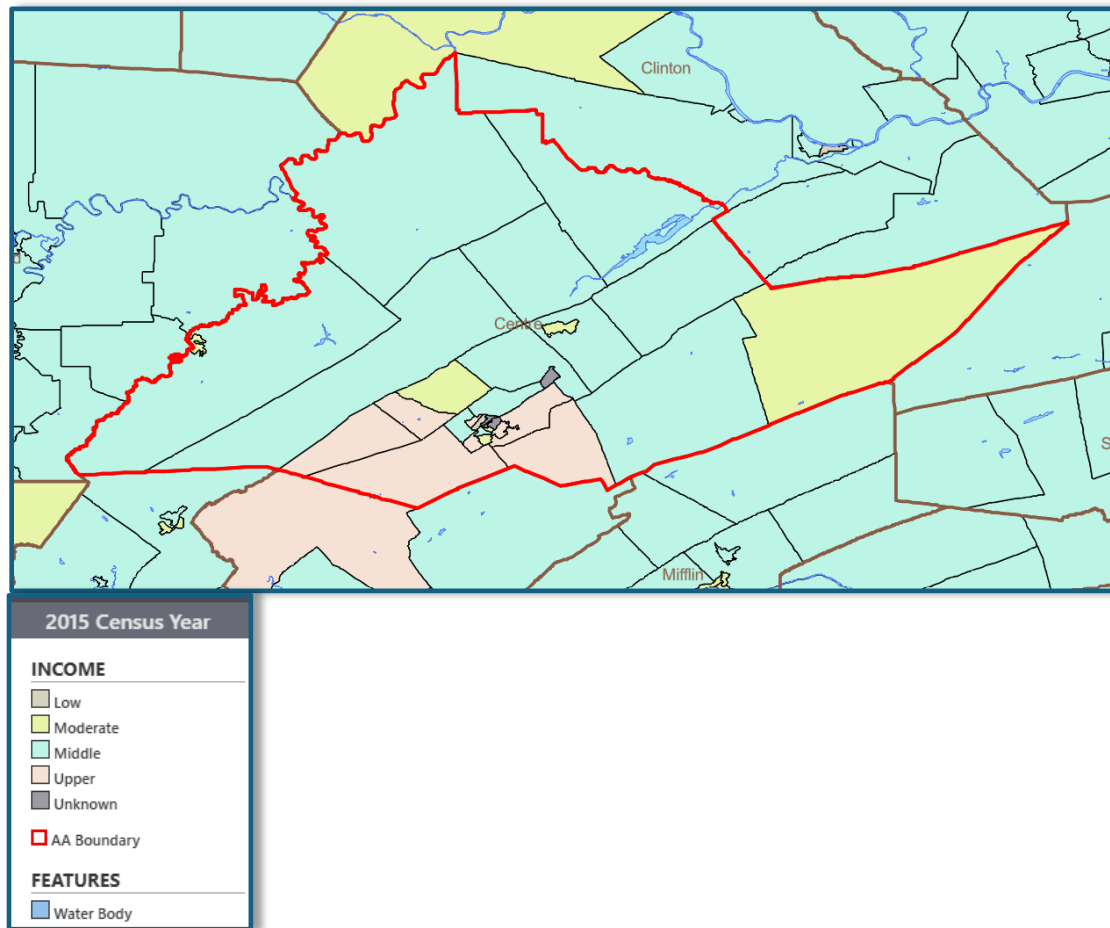 Clinton
Centre
Mifflin
2015 Census Year
INCOME
Low
Moderate
Middle
Upper
Unknown
AA Boundary
FEATURES
Water Body